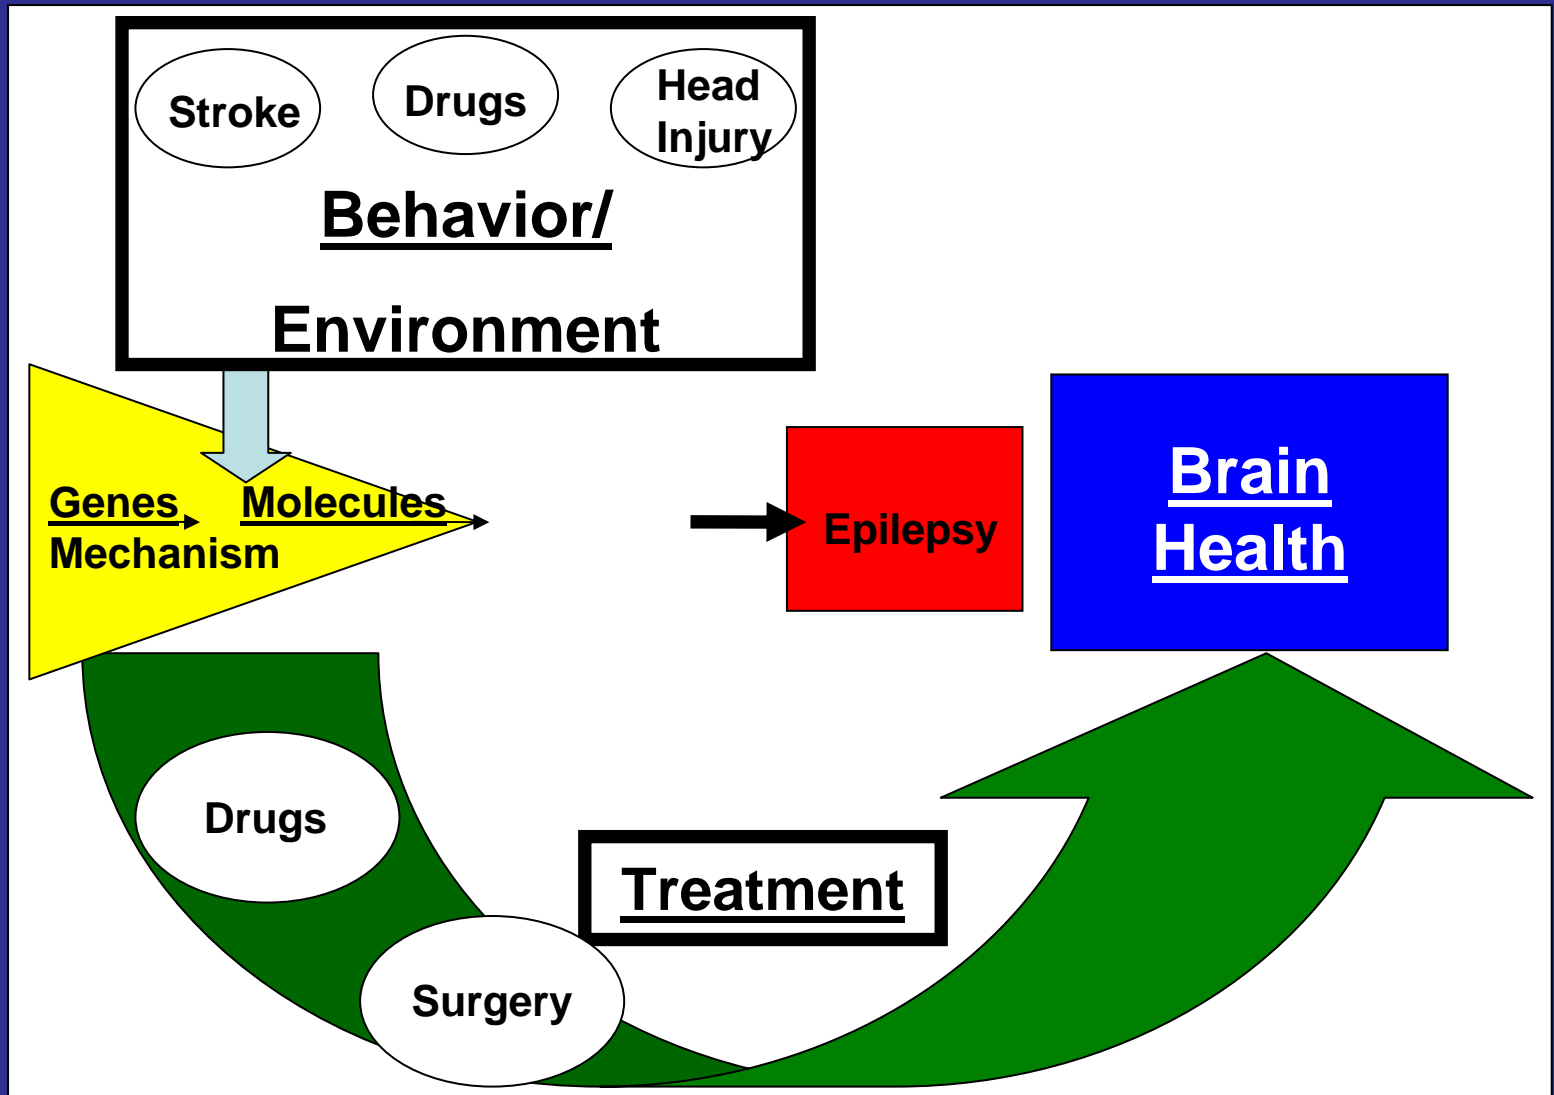 Stroke
Drugs
Head
Injury
Behavior/
Environment
Genes Molecules
Mechanism
Epilepsy
Brain
Health
Drugs
Treatment
Surgery